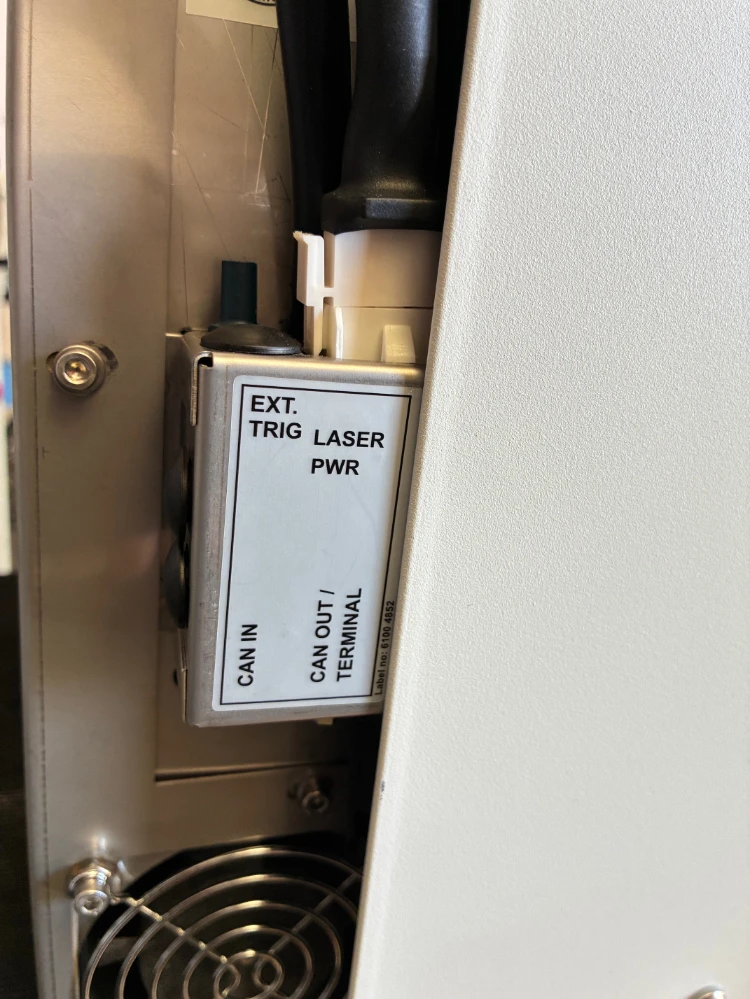 EXT.
TRIG LASER
PWR
CAN IN
CAN OUT /
TERMINAL
Label no: 6100 4852